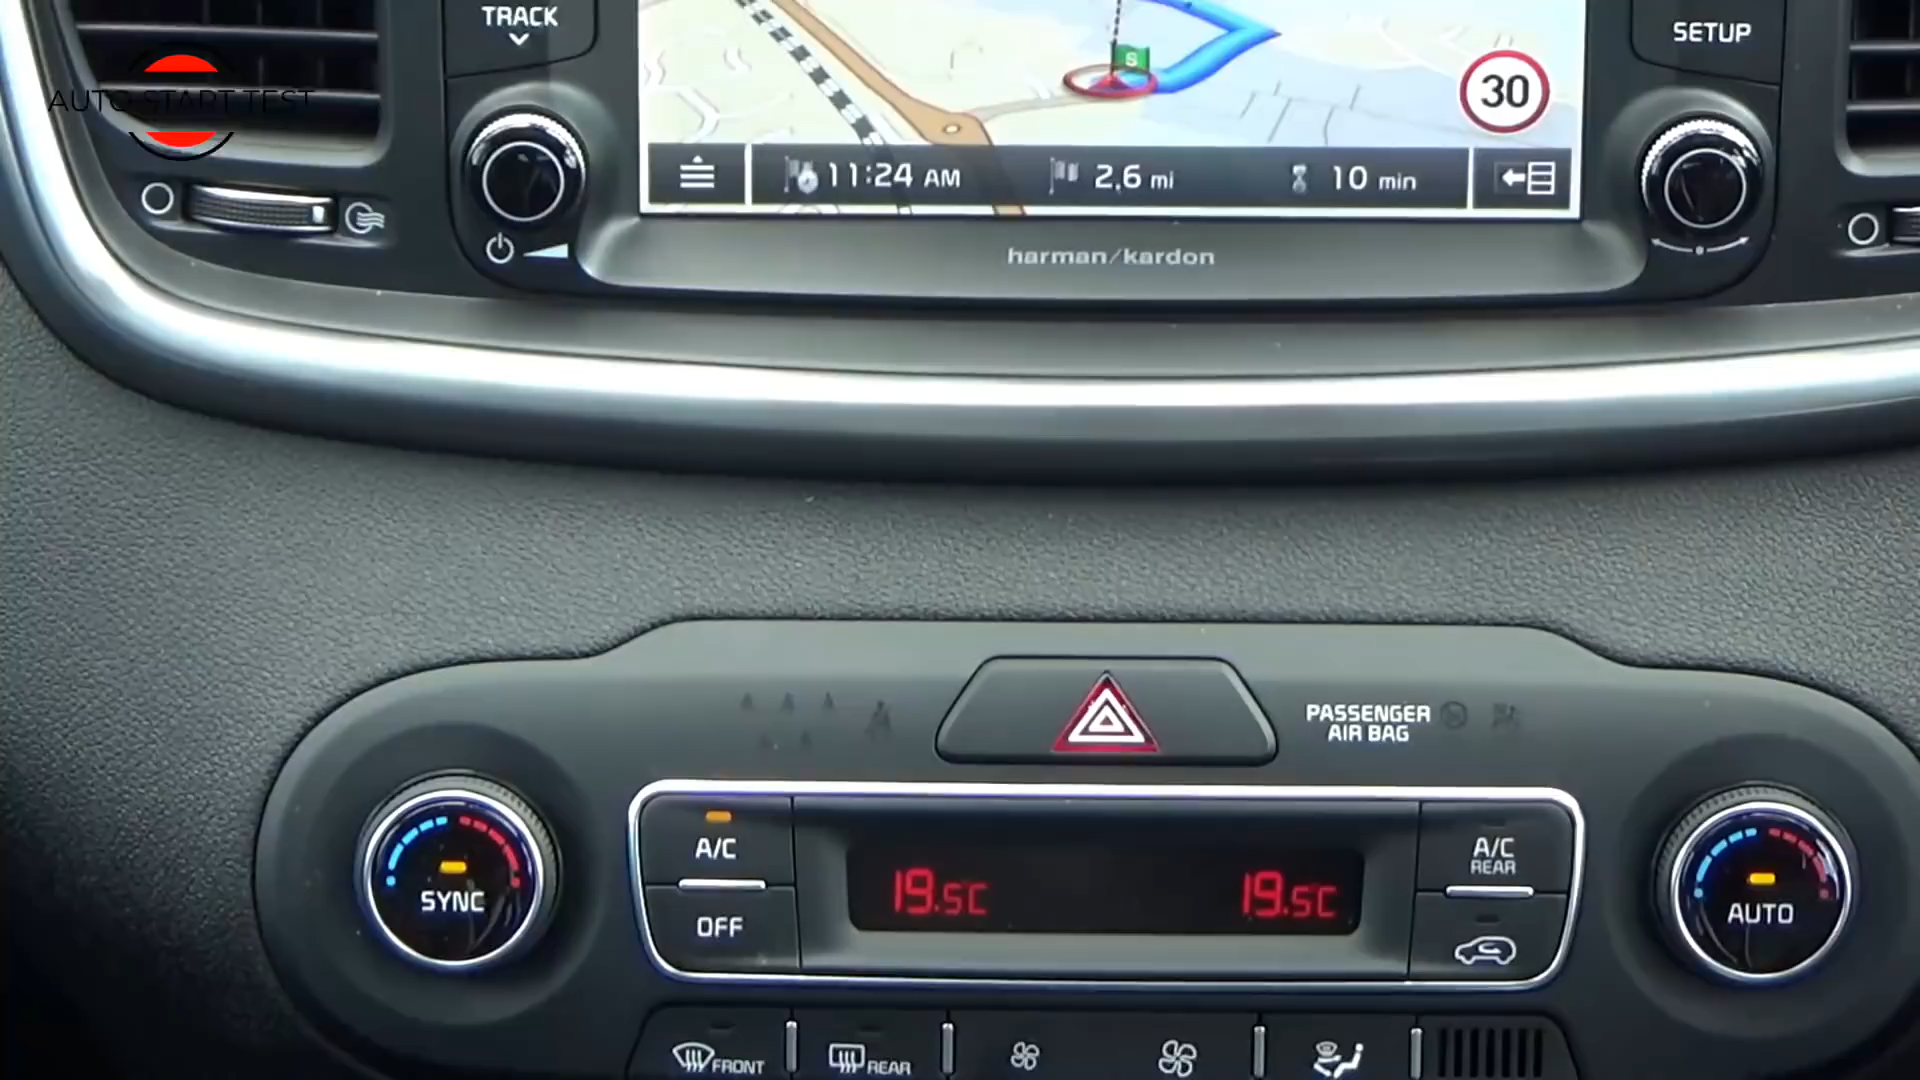 TRACK
SETUP
AUTO START TEST
S
30
11:24 AM
2.6 mi
10 min
harman/kardon
PASSENGER
AIR BAG
A/C
A/C
REAR
19.5C
19.5C
SYNC
AUTO
OFF
FRONT
REAR